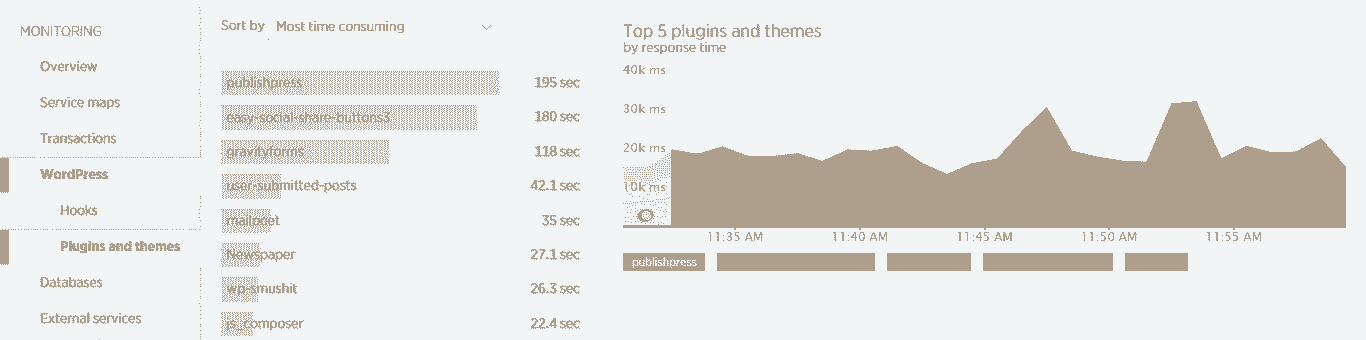 MONITORING
Overview
Service maps
Transactions
WordPress
Hooks
Plugins and themes
Databases
External services
Sort by Most time consuming
publishpress 195 sec
easy-social-share-buttons3 180 sec
gravityforms 118 sec
user-submitted-posts 42.1 sec
mailpoet 35 sec
Newspaper 27.1 sec
wp-smushit 26.3 sec
js_composer 22.4 sec
Top 5 plugins and themes
by response time
40k ms
30k ms
20k ms
10k ms
11:35 AM 11:40 AM 11:45 AM 11:50 AM 11:55 AM
publishpress